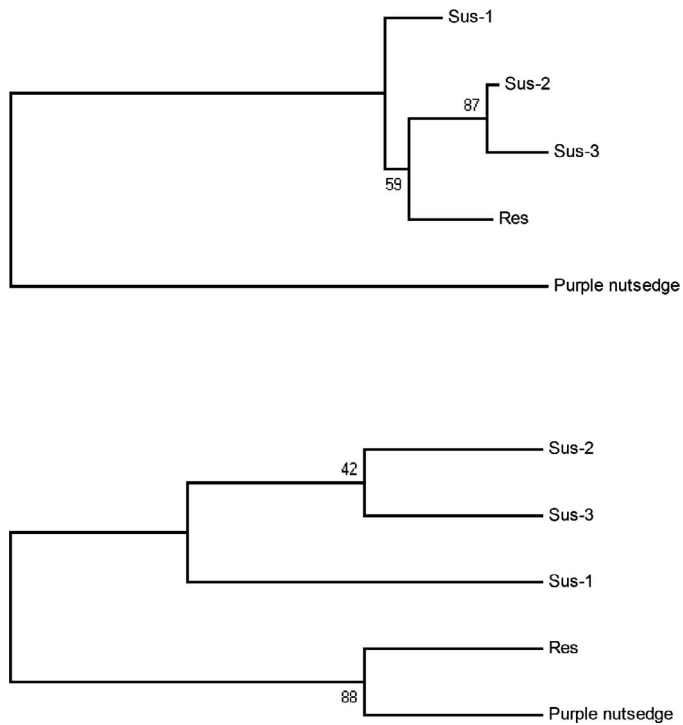 Sus-1
87
Sus-2
Sus-3
59
Res
Purple nutsedge
Sus-2
42
Sus-3
Sus-1
Res
88
Purple nutsedge